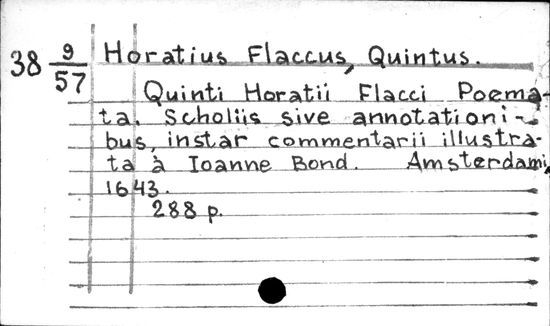 38 9/57 Horatius Flaccus, Quintus.
Quinti Horatii Flacci Poema-
ta. Scholiis sive annotationi-
bus, instar commentarii illustra-
ta à Ioanne Bond. Amsterdami,
1643.
288 p.